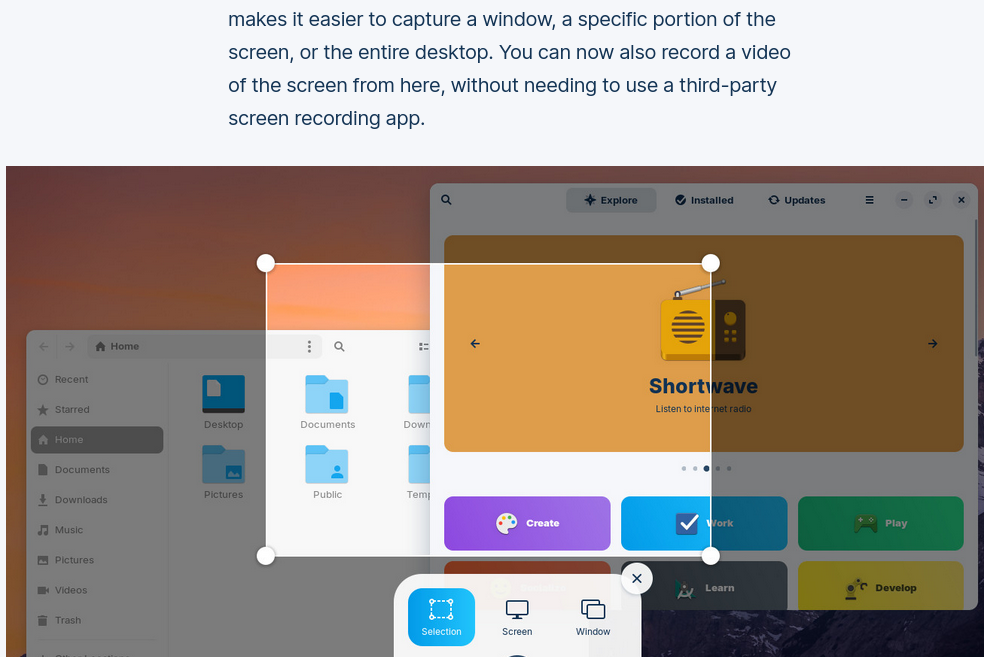 makes it easier to capture a window, a specific portion of the
screen, or the entire desktop. You can now also record a video
of the screen from here, without needing to use a third-party
screen recording app.
Explore
Installed
Updates
Home
Recent
Starred
Home
Documents
Downloads
Music
Pictures
Videos
Trash
Desktop
Documents
Down
Pictures
Public
Temp
Shortwave
Listen to internet radio
Create
Work
Play
Learn
Develop
Selection
Screen
Window